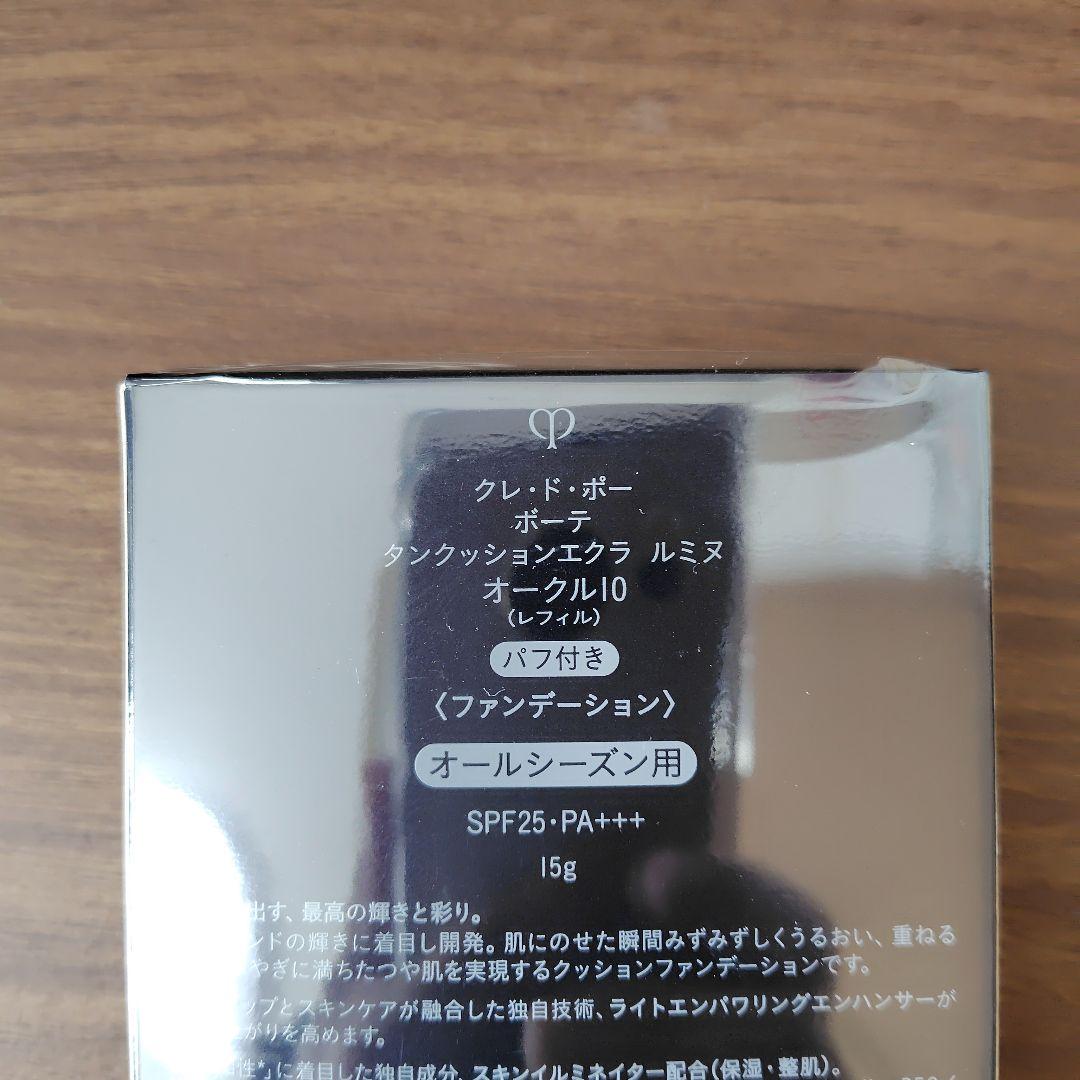 クレ・ド・ポー
ボーテ
タンクッションエクラ ルミヌ
オークル10
(レフィル)
パフ付き
〈ファンデーション〉
オールシーズン用
SPF25・PA+++
15g
出す、最高の輝きと彩り。
ンドの輝きに着目し開発。肌にのせた瞬間みずみずしくうるおい、重ねる
やぎに満ちたつや肌を実現するクッションファンデーションです。
ップとスキンケアが融合した独自技術、ライトエンパワリングエンハンサーが
がりを高めます。
性*」に着目した独自成分、スキンイルミネイター配合(保湿・整肌)。